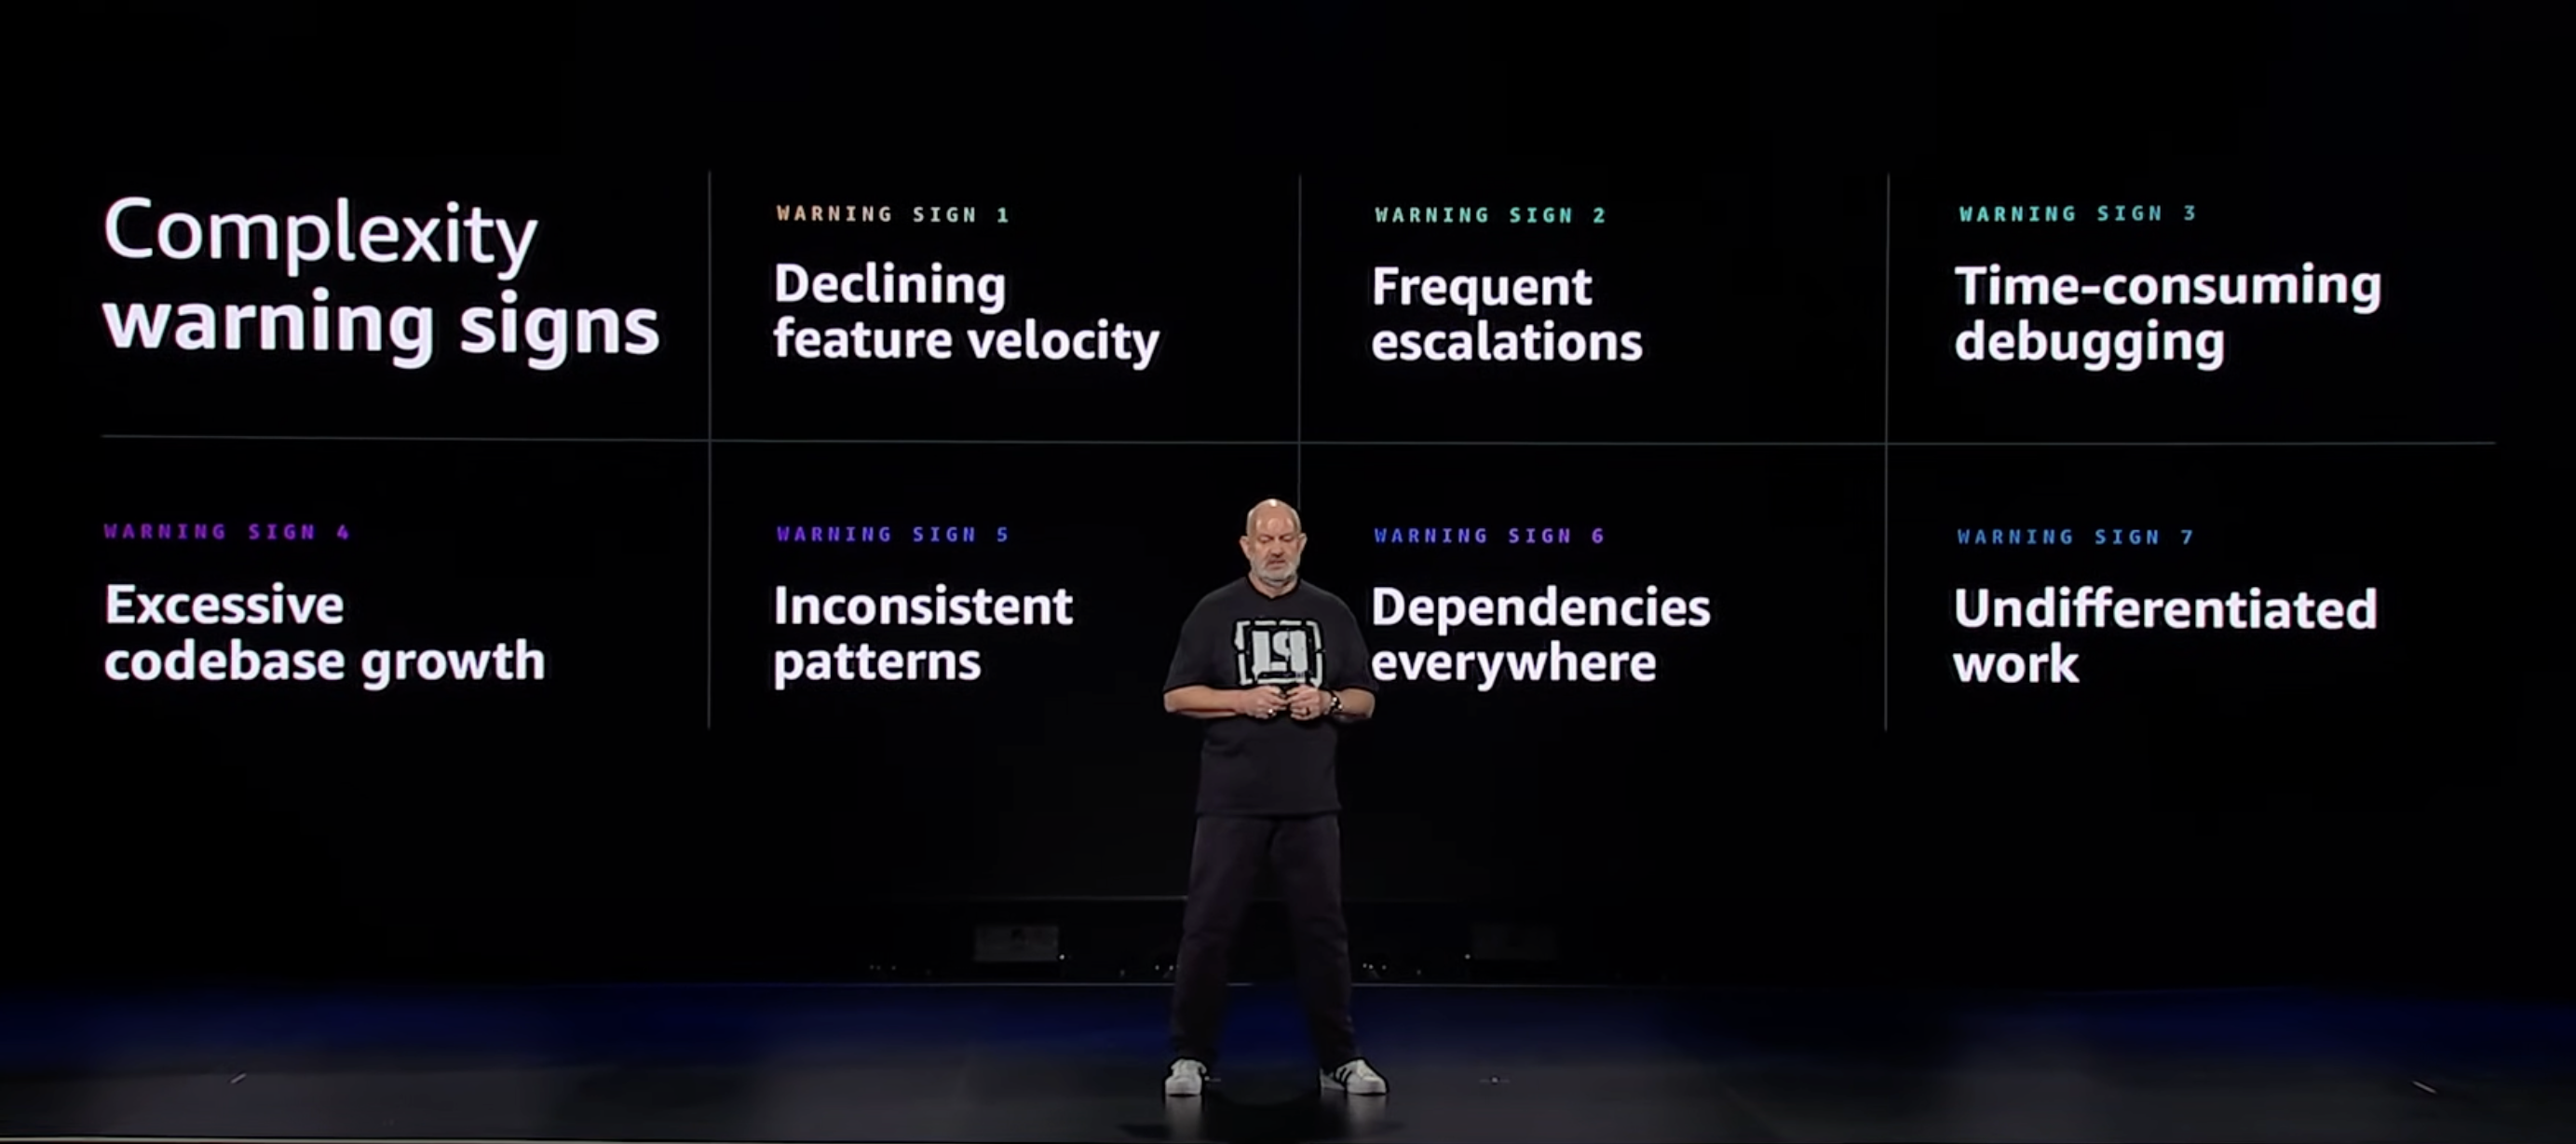 Complexity
warning signs
WARNING SIGN 1
Declining
feature velocity
WARNING SIGN 2
Frequent
escalations
WARNING SIGN 3
Time-consuming
debugging
WARNING SIGN 4
Excessive
codebase growth
WARNING SIGN 5
Inconsistent
patterns
WARNING SIGN 6
Dependencies
everywhere
WARNING SIGN 7
Undifferentiated
work